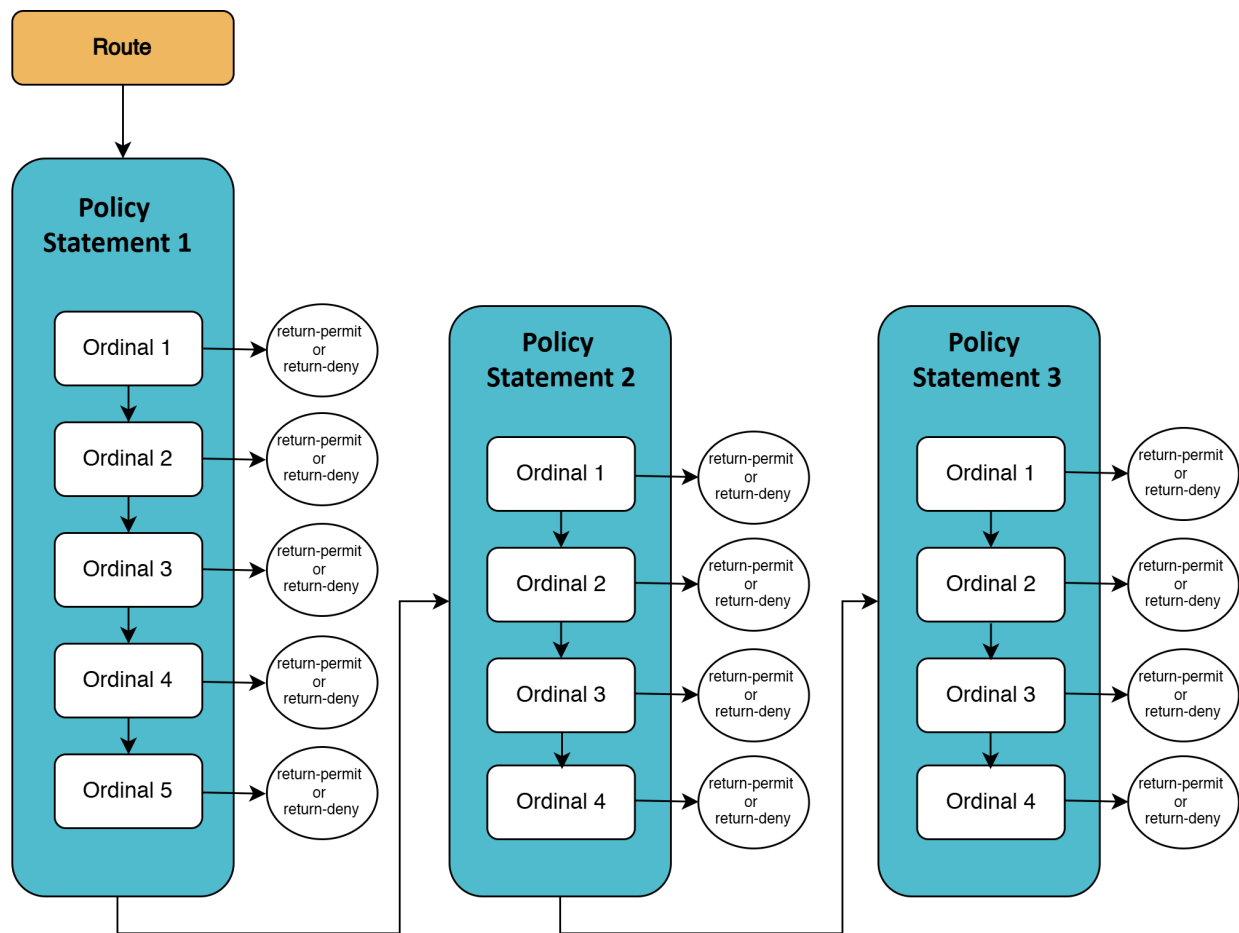 Route
Policy
Statement 1
Ordinal 1
return-permit
or
return-deny
Ordinal 2
return-permit
or
return-deny
Ordinal 3
return-permit
or
return-deny
Ordinal 4
return-permit
or
return-deny
Ordinal 5
return-permit
or
return-deny
Policy
Statement 2
Ordinal 1
return-permit
or
return-deny
Ordinal 2
return-permit
or
return-deny
Ordinal 3
return-permit
or
return-deny
Ordinal 4
return-permit
or
return-deny
Policy
Statement 3
Ordinal 1
return-permit
or
return-deny
Ordinal 2
return-permit
or
return-deny
Ordinal 3
return-permit
or
return-deny
Ordinal 4
return-permit
or
return-deny